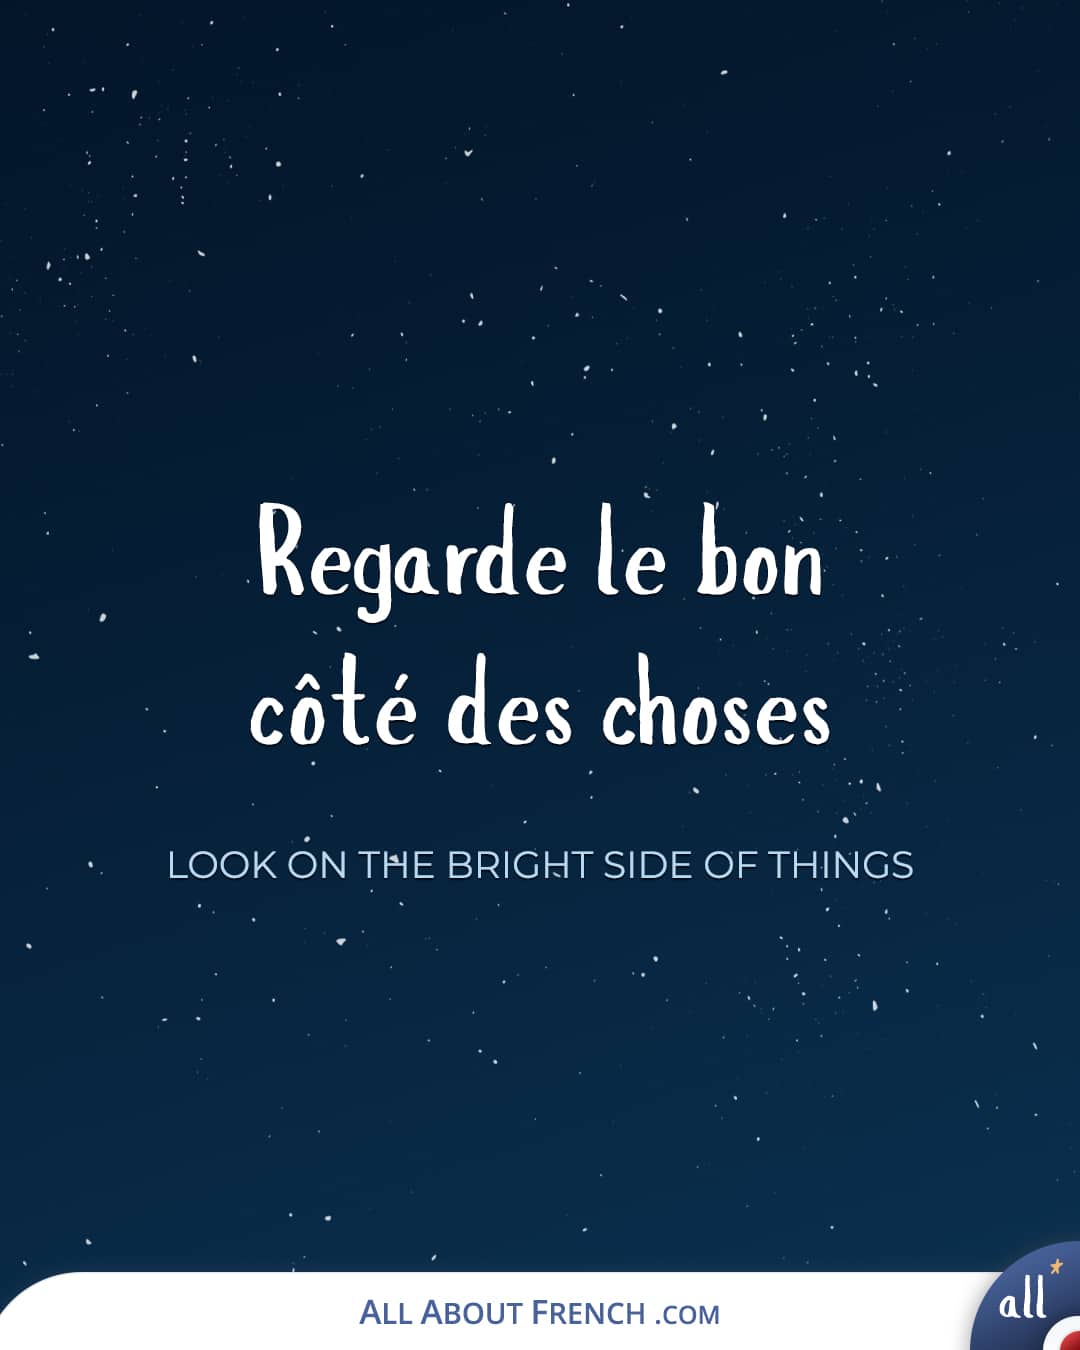 Regarde le bon
côté des choses
LOOK ON THE BRIGHT SIDE OF THINGS
ALL ABOUT FRENCH .COM
all